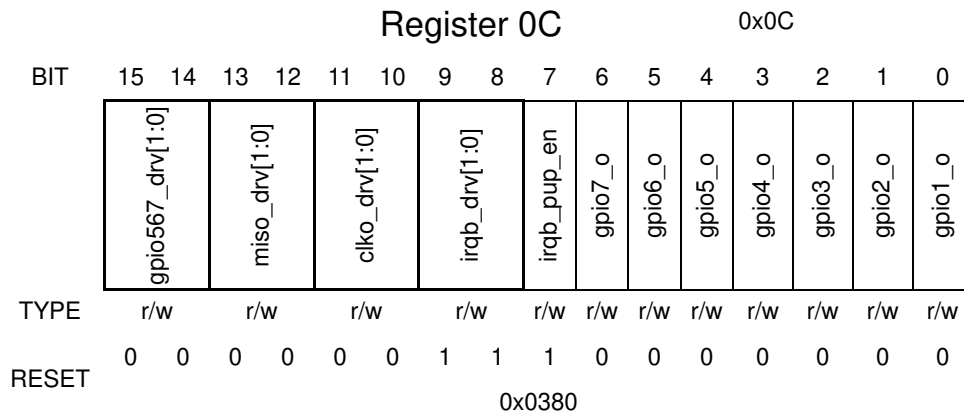 Register 0C 0x0C
BIT 15 14 13 12 11 10 9 8 7 6 5 4 3 2 1 0
gpio567_drv[1:0] miso_drv[1:0] clko_drv[1:0] irqb_drv[1:0] irqb_pup_en gpio7_o gpio6_o gpio5_o gpio4_o gpio3_o gpio2_o gpio1_o
TYPE r/w r/w r/w r/w r/w r/w r/w r/w r/w r/w r/w r/w
RESET 0 0 0 0 0 0 1 1 1 0 0 0 0 0 0 0
0x0380